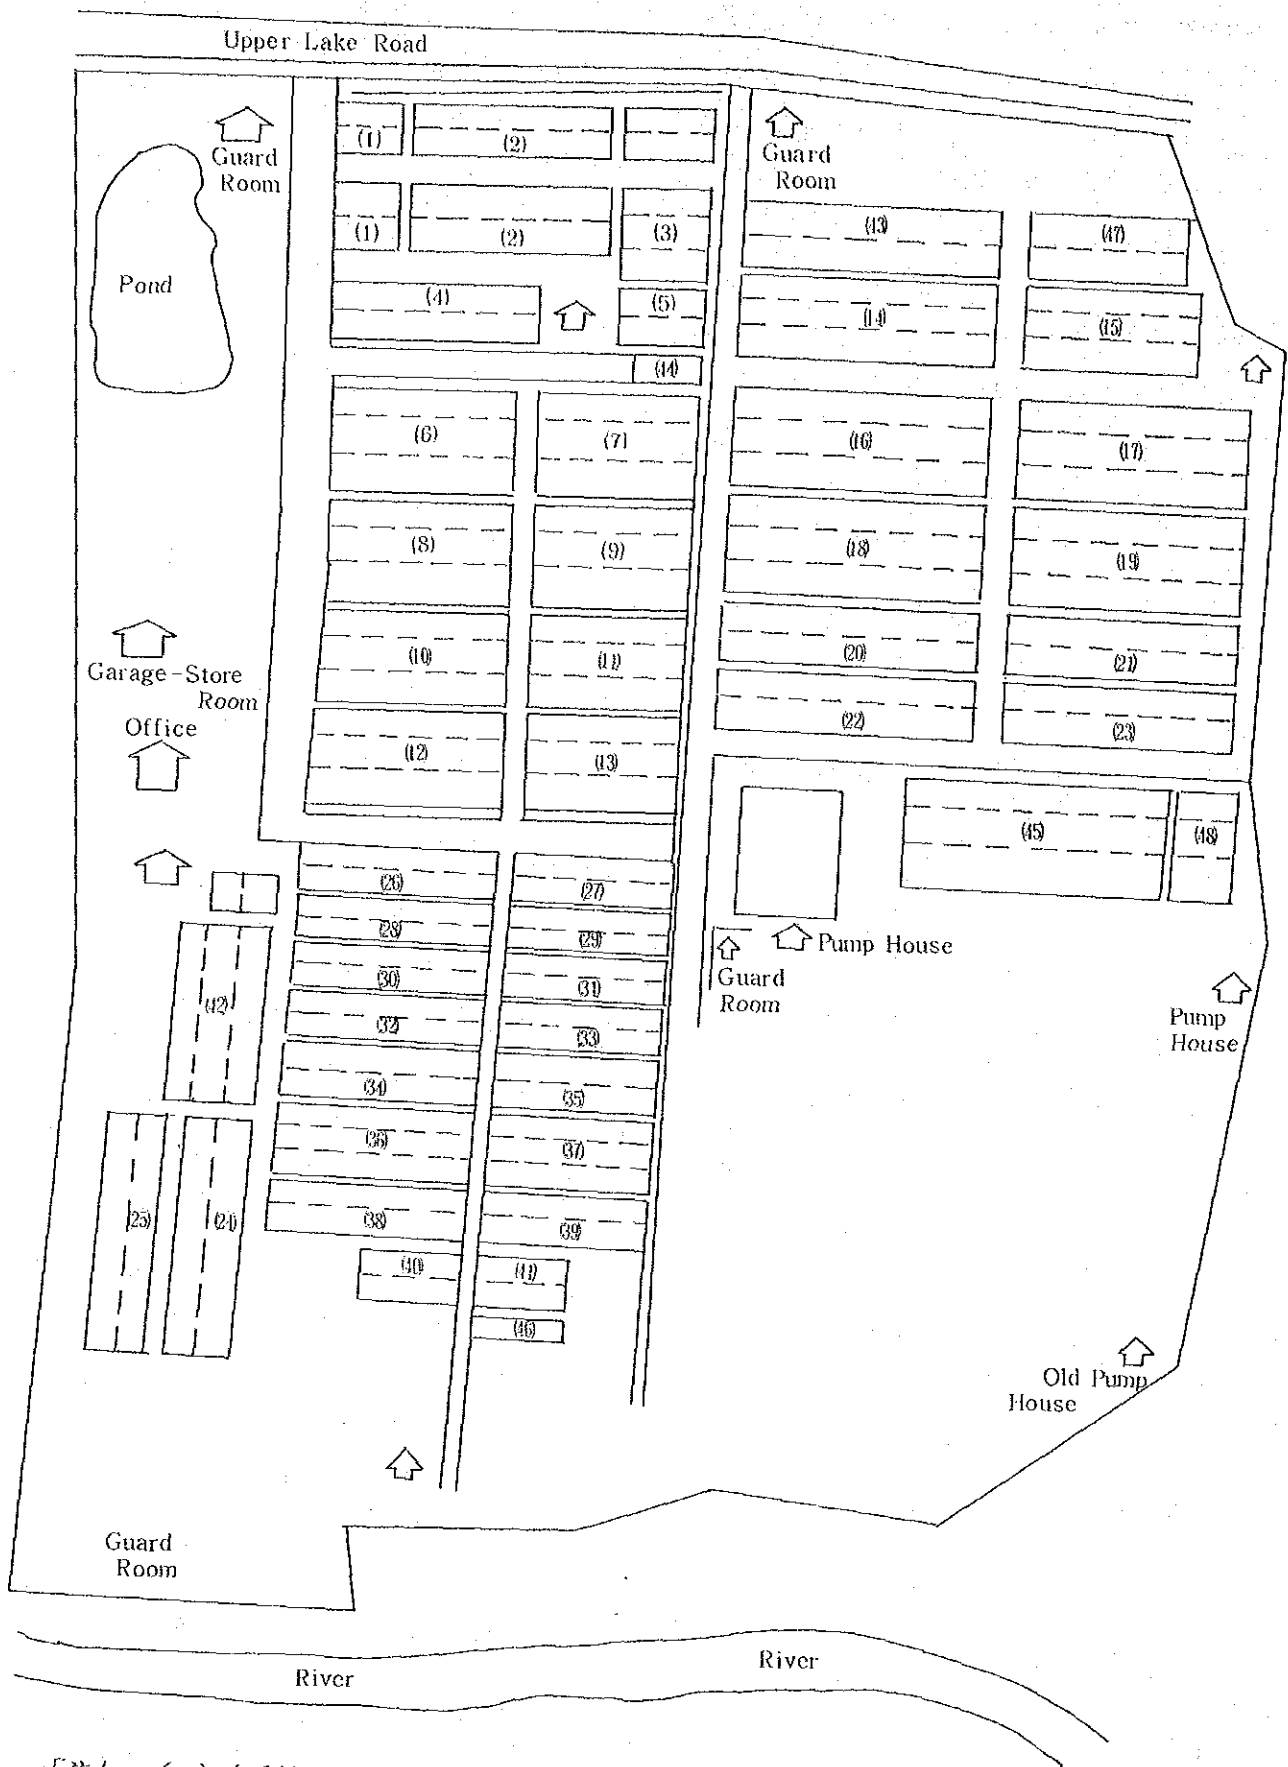 Upper Lake Road
Guard
Room
Guard
Room
(1)
(2)
(1)
(2)
(3)
(43)
(47)
Pond
(4)
(5)
(14)
(15)
(44)
(6)
(7)
(16)
(17)
(8)
(9)
(18)
(19)
Garage-Store
Room
(10)
(11)
(20)
(21)
Office
(12)
(13)
(22)
(23)
(45)
(48)
(26)
(27)
(28)
(29)
Pump House
Guard
Room
(30)
(31)
(42)
(32)
(33)
Pump
House
(34)
(35)
(36)
(37)
(25)
(24)
(38)
(39)
(40)
(41)
(46)
Old Pump
House
Guard
Room
River
River